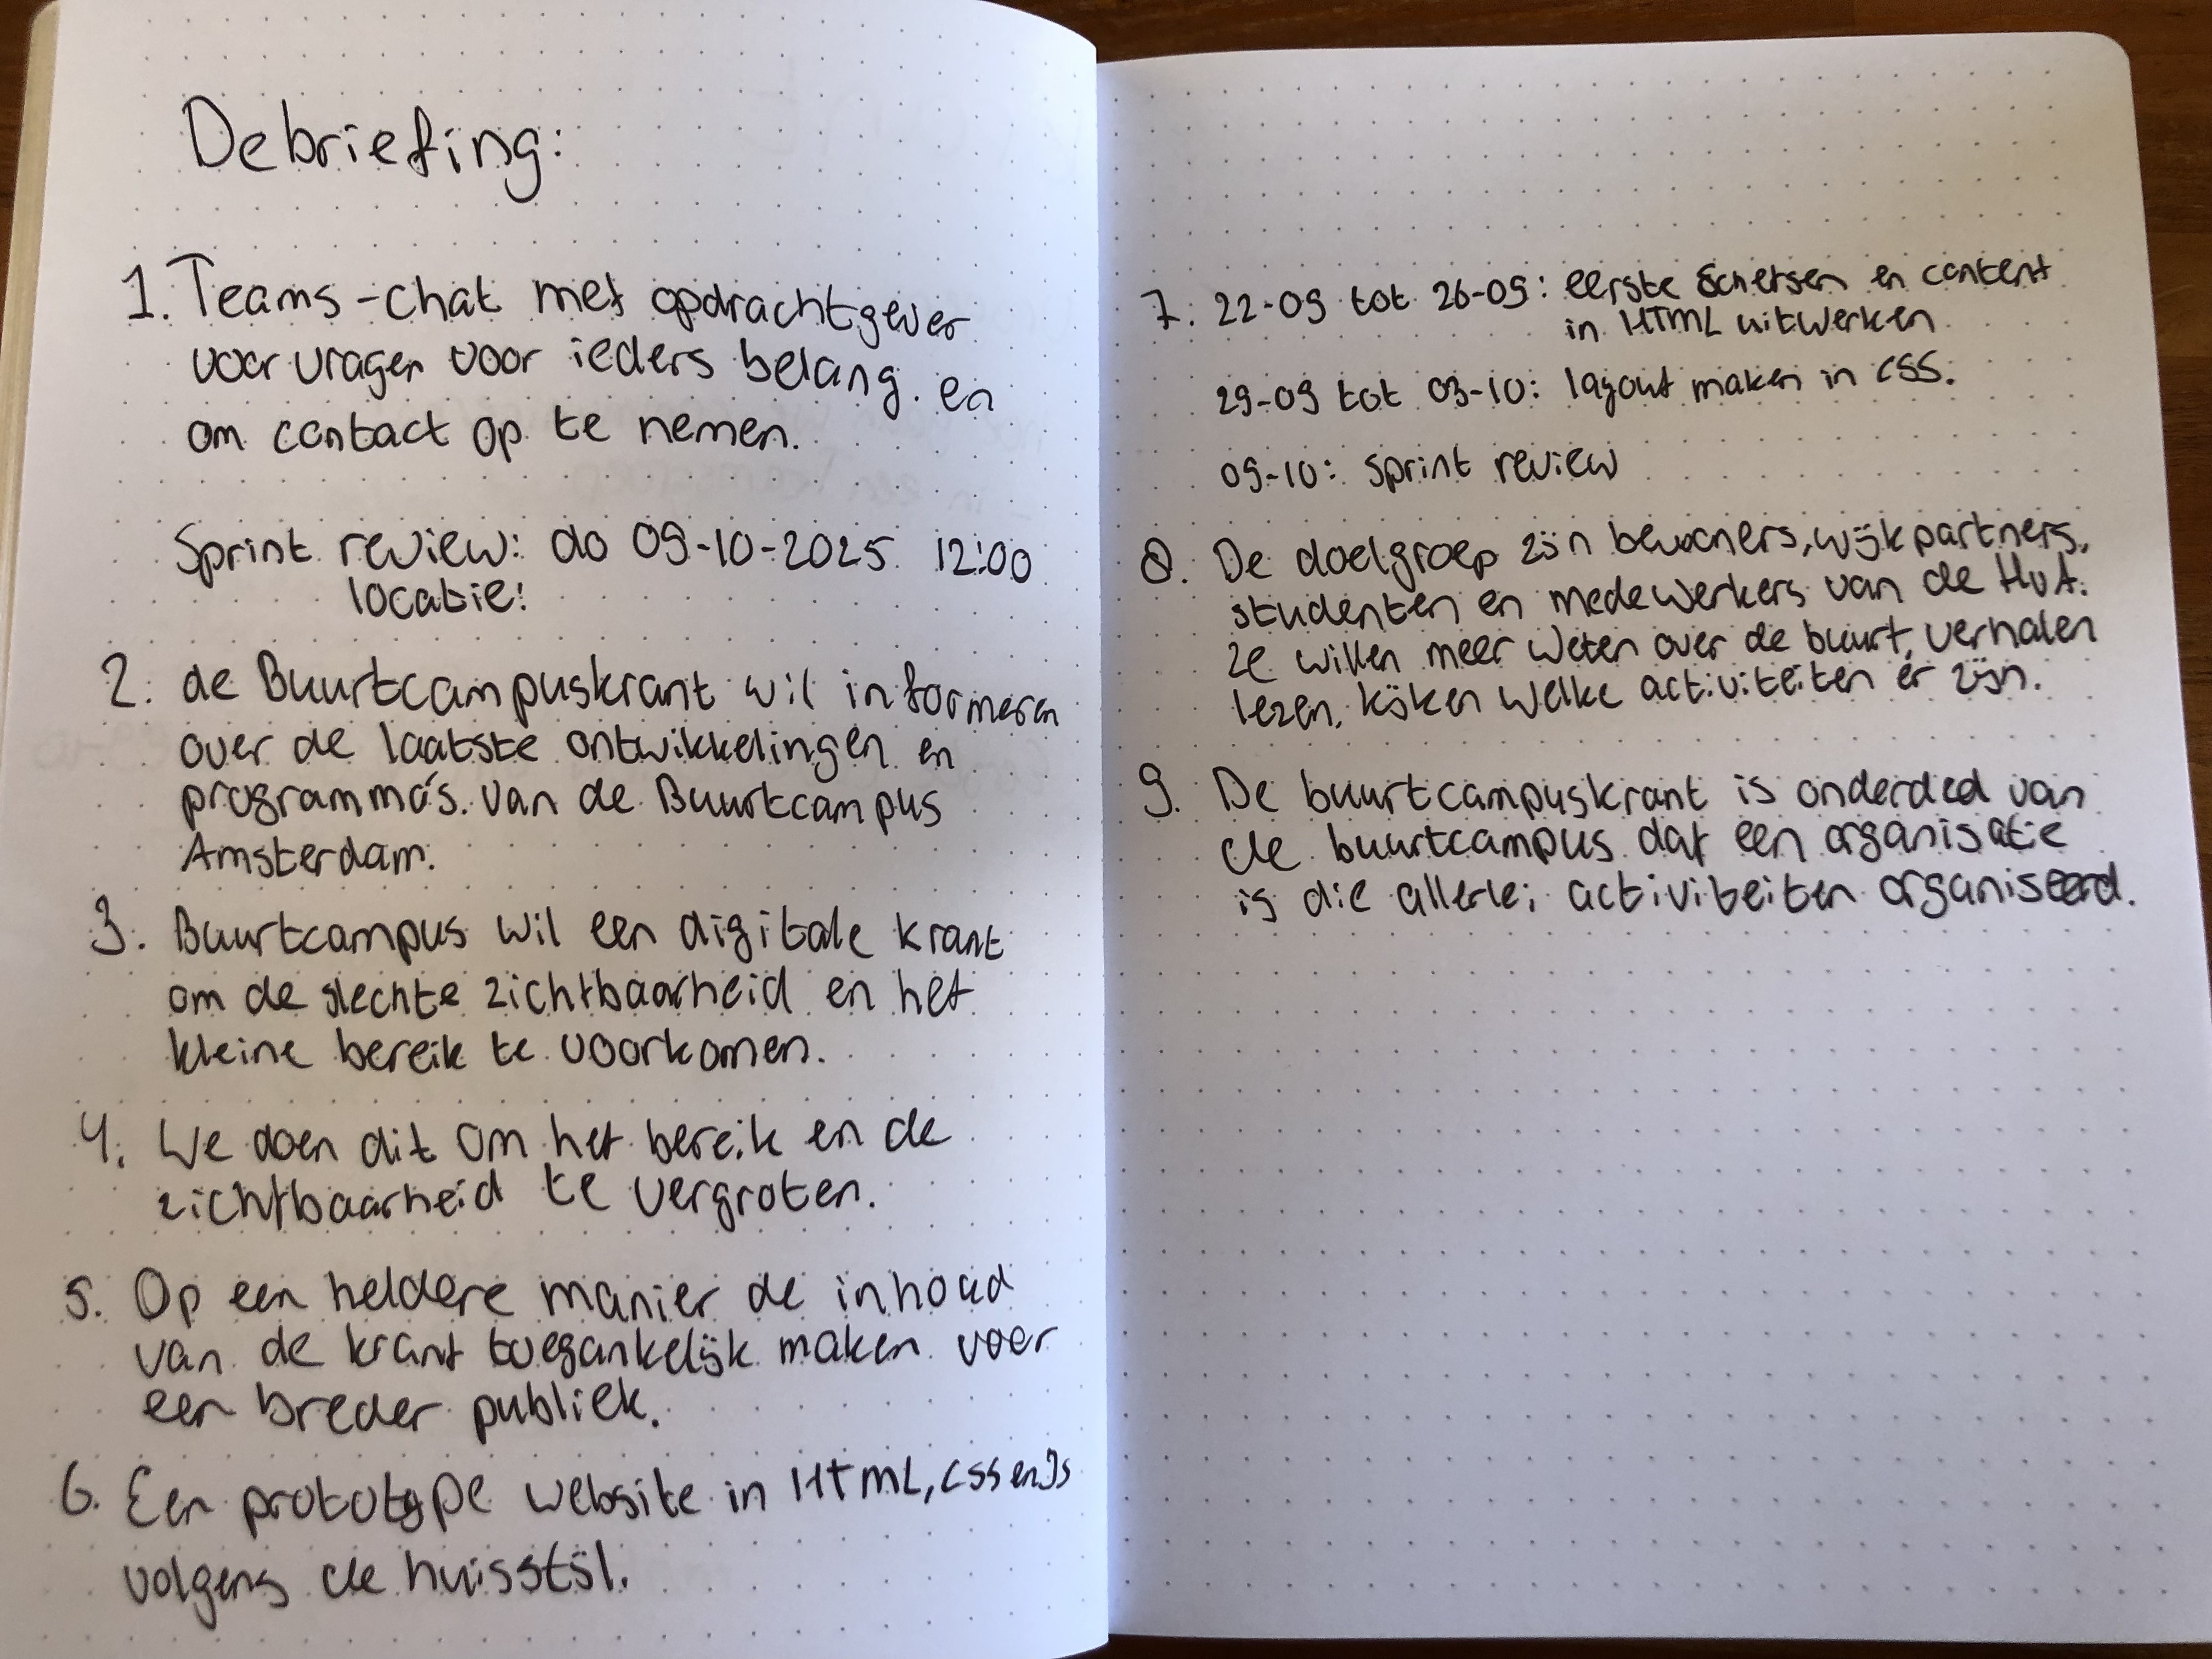 Debriefing:
1. Teams-chat met opdrachtgever
voor vragen voor ieders belang. en
om contact op te nemen.
Sprint review: do 09-10-2025 12:00
locatie:
2. de Buurtcampuskrant wil informeren
over de laatste ontwikkelingen en
programma's van de Buurtcampus
Amsterdam.
3. Buurtcampus wil een digitale krant
om de slechte zichtbaarheid en het
kleine bereik te voorkomen.
4. We doen dit om het bereik en de
zichtbaarheid te vergroten.
5. Op een heldere manier de inhoud
van de krant toegankelijk maken voor
een breder publiek.
6. Een prototype website in HTML, CSS en JS
volgens de huisstijl.
7. 22-09 tot 26-09: eerste schetsen en content
in HTML uitwerken
29-09 tot 03-10: layout maken in CSS.
09-10: sprint review
8. De doelgroep zijn bewoners, wijkpartners,
studenten en medewerkers van de HvA.
Ze willen meer weten over de buurt, verhalen
lezen, kijken welke activiteiten er zijn.
9. De buurtcampuskrant is onderdeel van
de buurtcampus dat een organisatie
is die allerlei activiteiten organiseerd.